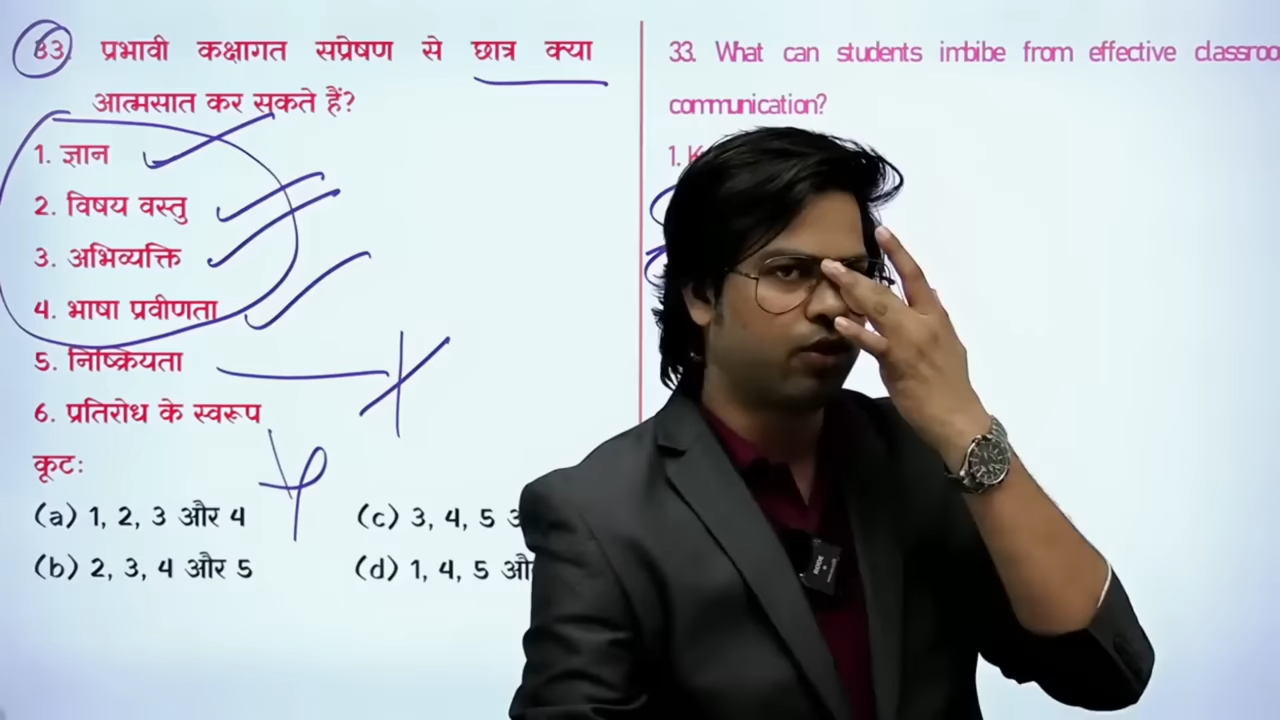 33. प्रभावी कक्षागत सप्रेषण से छात्र क्या
आत्मसात कर सकते हैं?
1. ज्ञान
2. विषय वस्तु
3. अभिव्यक्ति
4. भाषा प्रवीणता
5. निष्क्रियता
6. प्रतिरोध के स्वरूप
कूट:
(a) 1, 2, 3 और 4
(c) 3, 4, 5
(b) 2, 3, 4 और 5
(d) 1, 4, 5
33. What can students imbibe from effective
communication?
1.